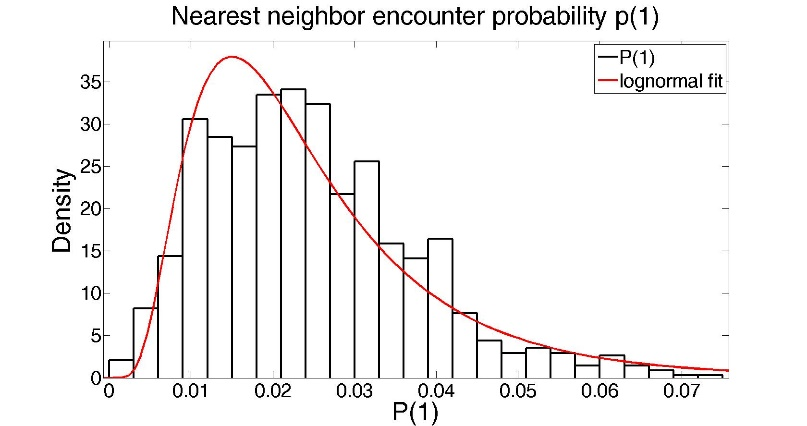 Nearest neighbor encounter probability p(1)
P(1)
lognormal fit
Density
35
30
25
20
15
10
5
0
0 0.01 0.02 0.03 0.04 0.05 0.06 0.07
P(1)